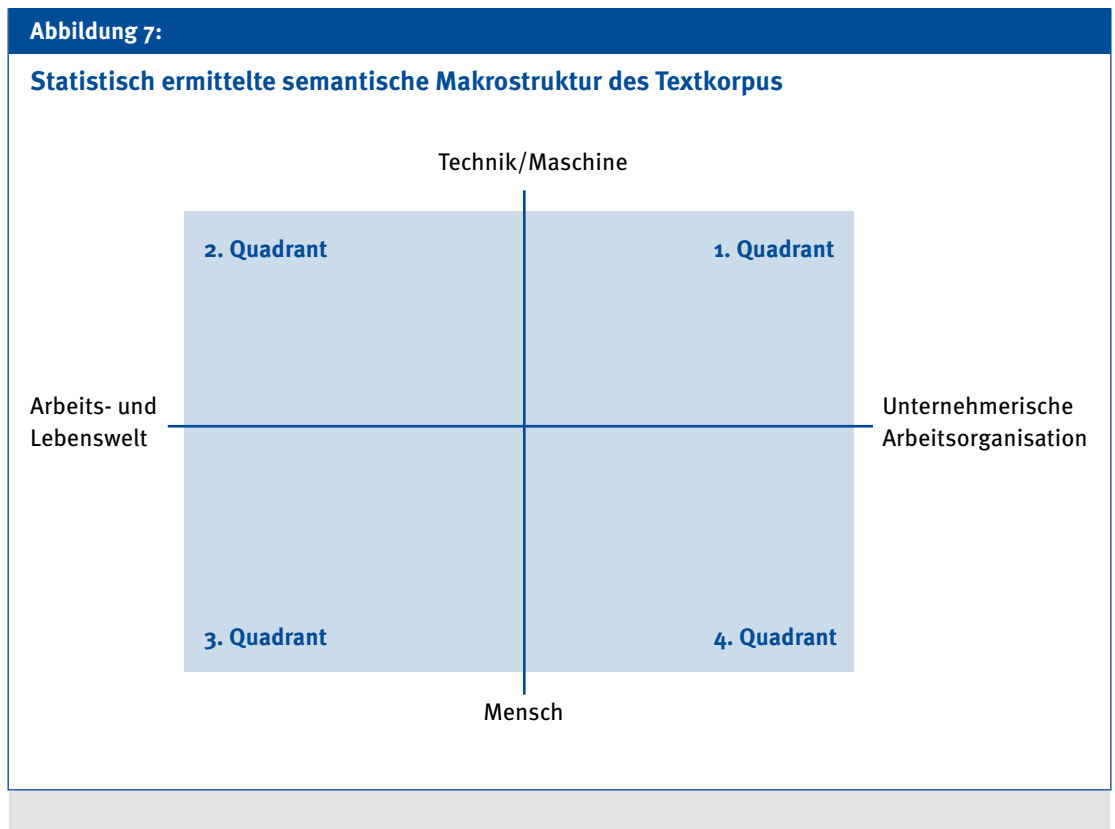 Abbildung 7:
Statistisch ermittelte semantische Makrostruktur des Textkorpus
Technik/Maschine
2. Quadrant
1. Quadrant
Arbeits- und
Lebenswelt
Unternehmerische
Arbeitsorganisation
3. Quadrant
4. Quadrant
Mensch